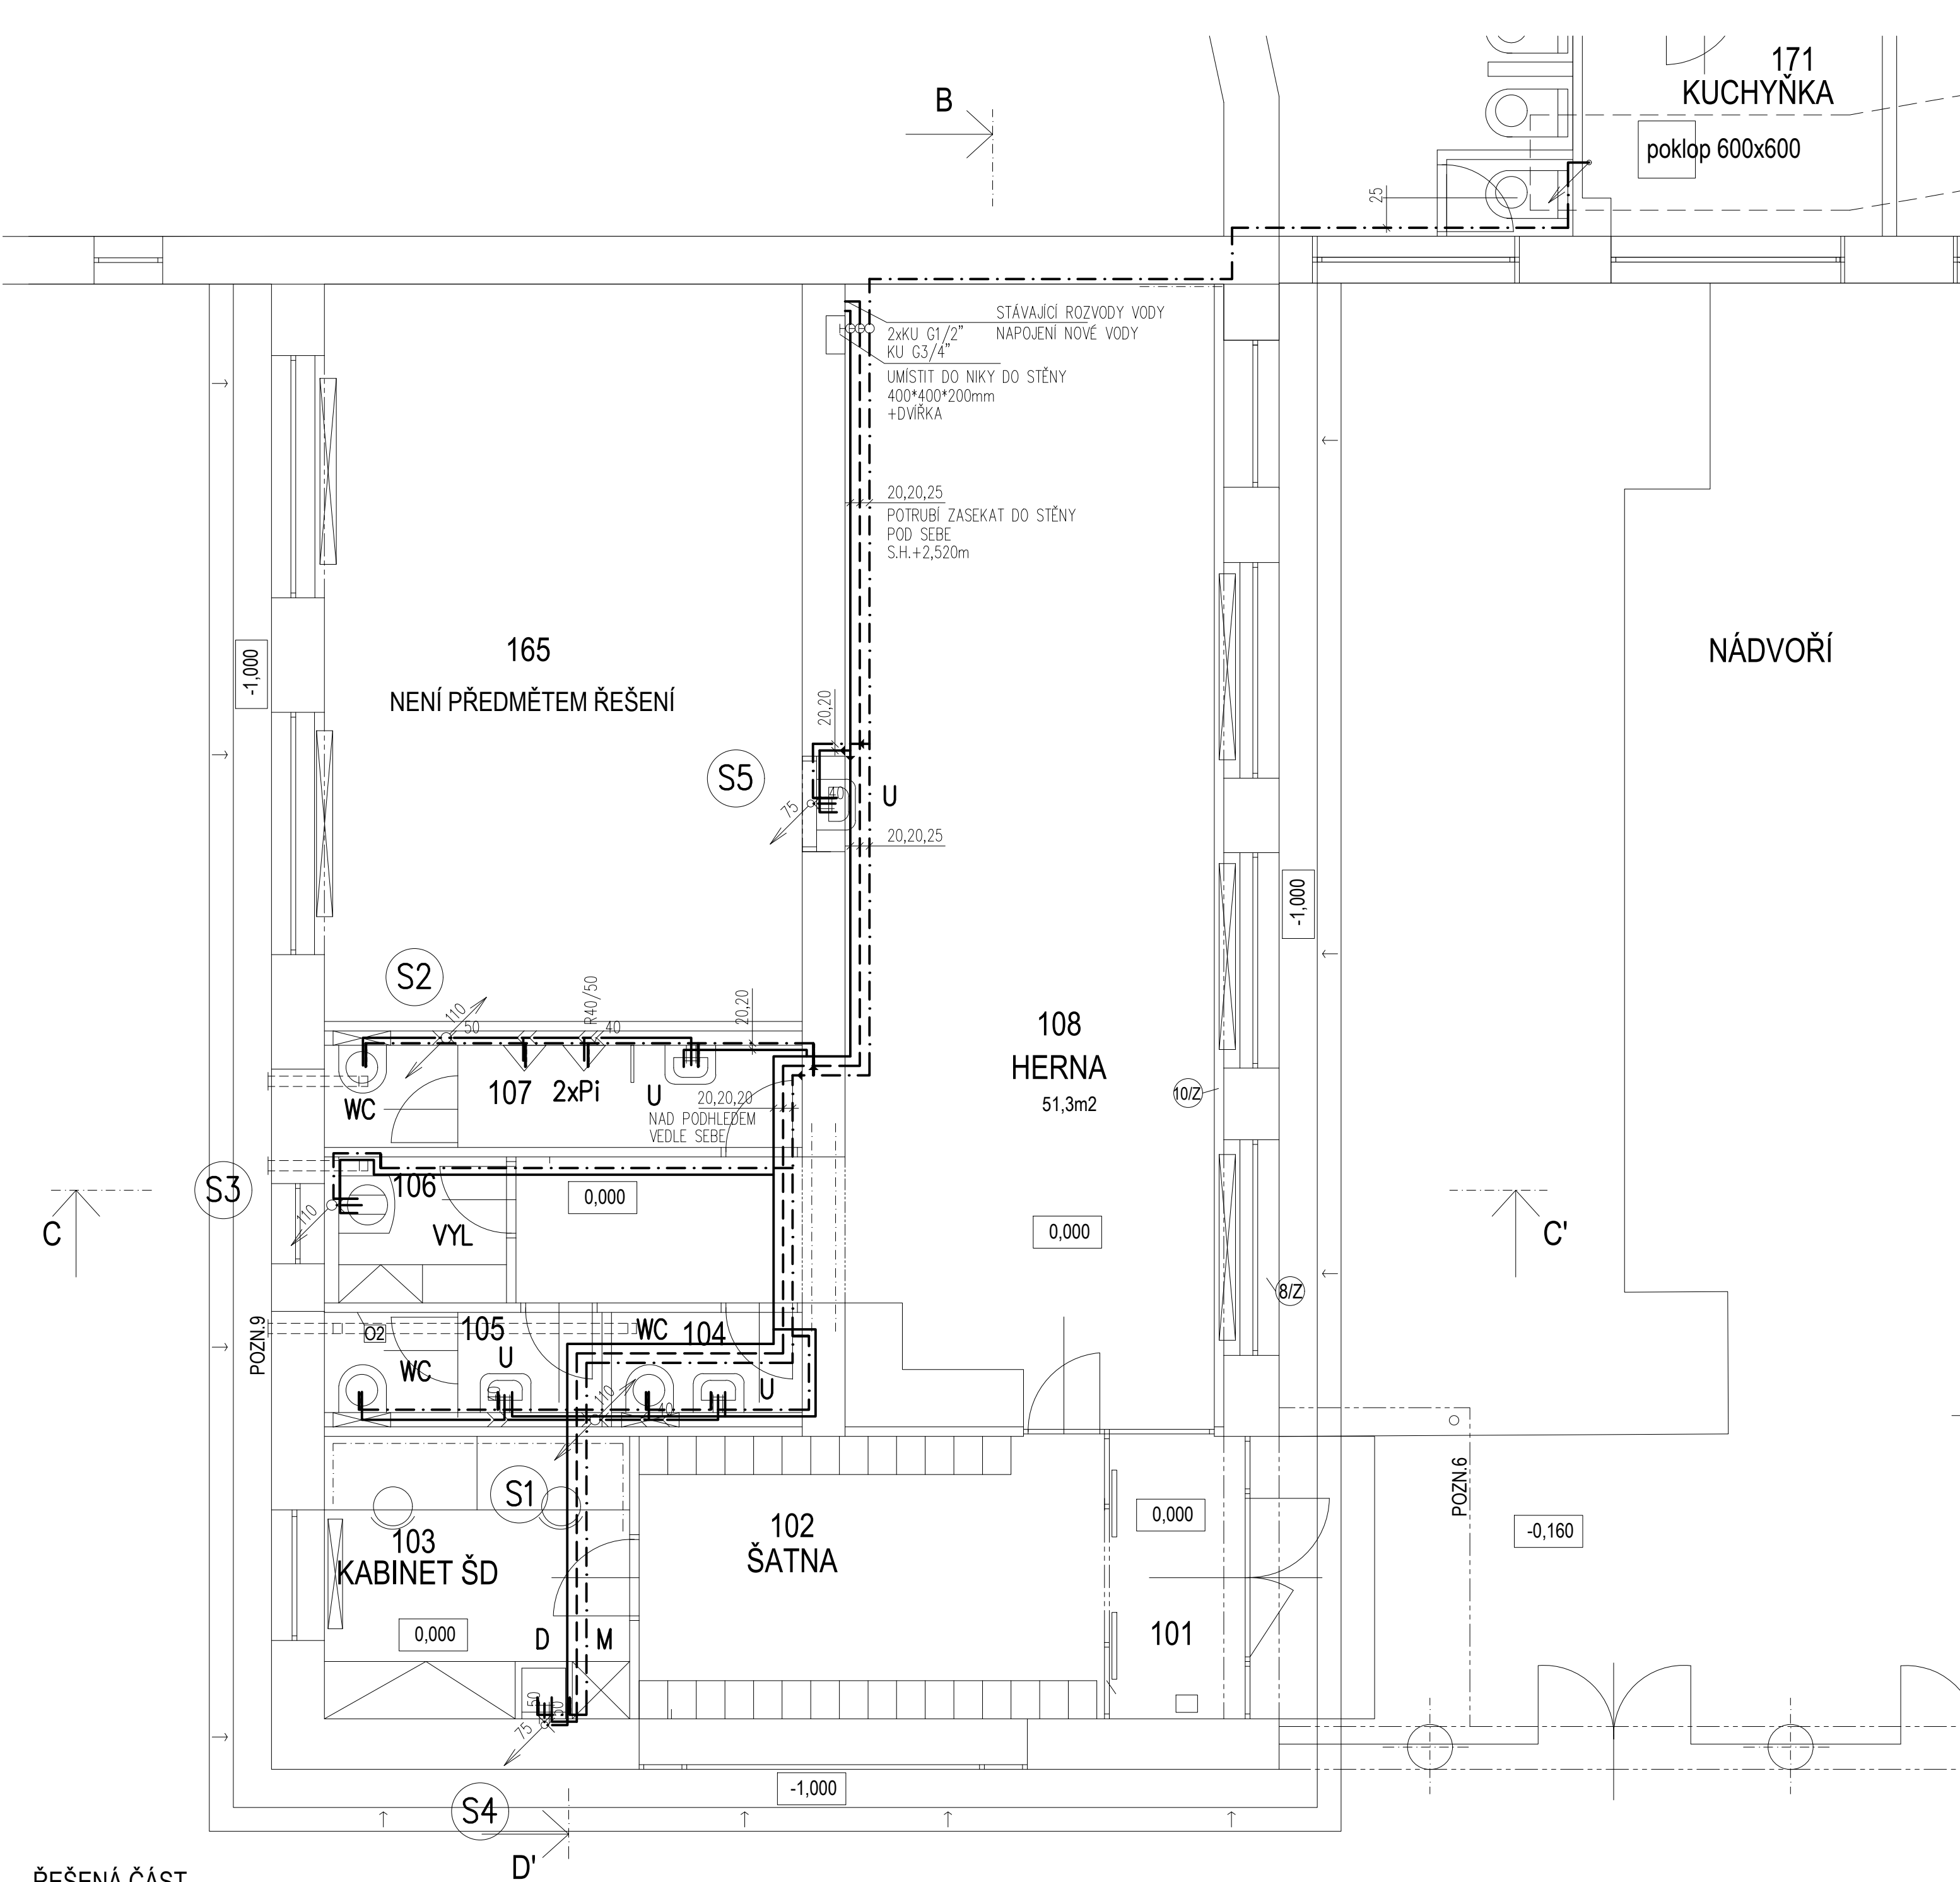 171
KUCHYŇKA
B
poklop 600x600
25
STÁVAJÍCÍ ROZVODY VODY
2xKU G1/2" NAPOJENÍ NOVÉ VODY
KU G3/4"
UMÍSTIT DO NIKY DO STĚNY
400*400*200mm
+DVÍŘKA
20,20,25
POTRUBÍ ZASEKAT DO STĚNY
POD SEBE
S.H.+2,520m
165
NENÍ PŘEDMĚTEM ŘEŠENÍ
NÁDVOŘÍ
-1,000
20,20
S5
40
U
75
20,20,25
-1,000
S2
110
50
R40/50
40
20,20
108
HERNA
51,3m2
107
2xPi
U
WC
20,20,20
NAD PODHLEDEM
VEDLE SEBE
10/Z
S3
106
0,000
VYL
110
0,000
C
C'
8/Z
POZN.9
O2
105
WC
104
WC
U
U
40
110
40
S1
103
KABINET ŠD
102
ŠATNA
0,000
POZN.6
-0,160
0,000
D
M
101
50
50
75
-1,000
S4
D'
ŘEŠENÁ ČÁST